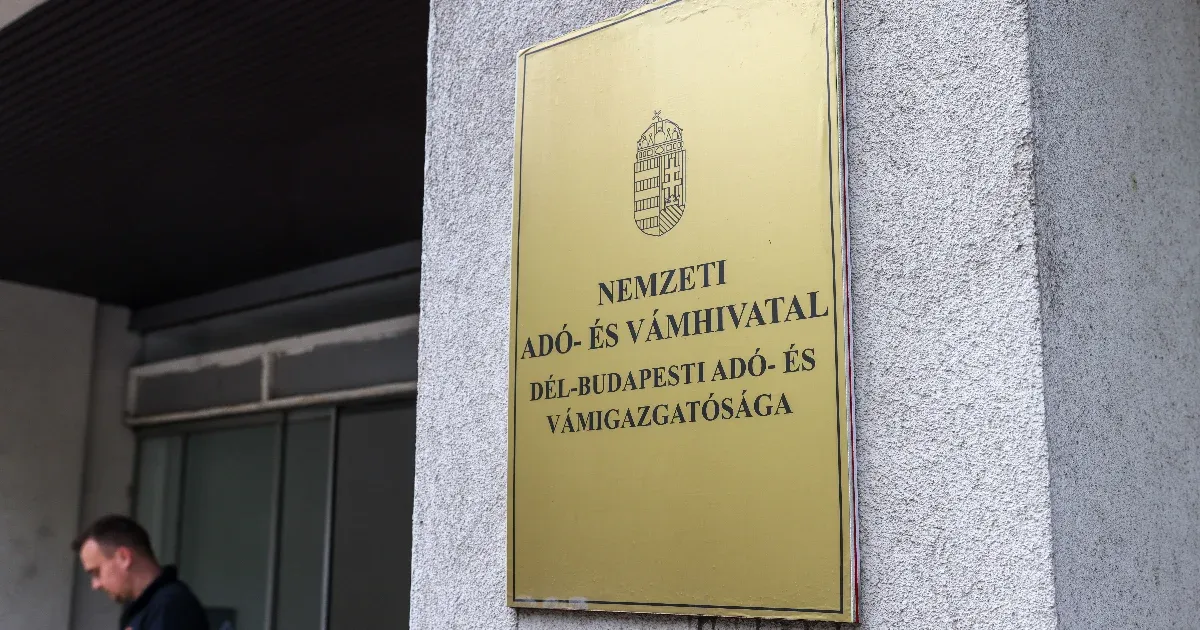 NEMZETI
ADÓ- ÉS VÁMHIVATAL
DÉL-BUDAPESTI ADÓ- ÉS
VÁMIGAZGATÓSÁGA